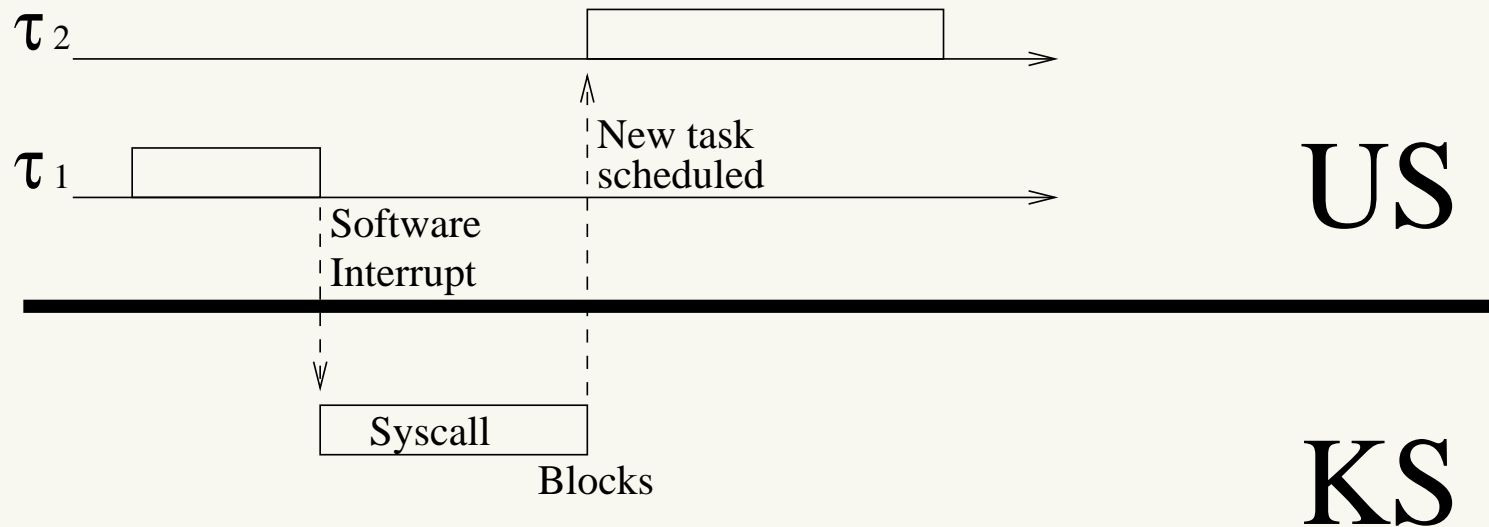 τ 2
New task
scheduled
τ 1
US
Software
Interrupt
Syscall
Blocks
KS